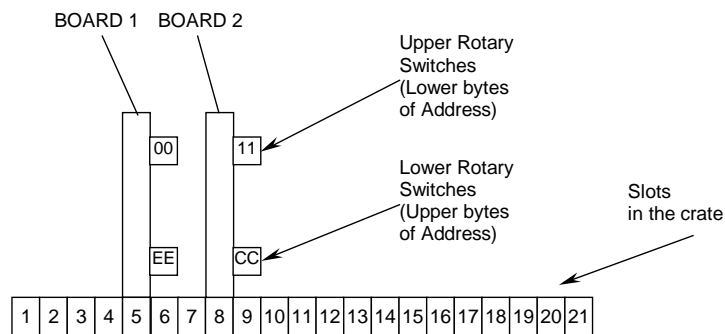 BOARD 1 BOARD 2
Upper Rotary
Switches
(Lower bytes
of Address)
00
11
Lower Rotary
Switches
(Upper bytes
of Address)
Slots
in the crate
EE
CC
1 2 3 4 5 6 7 8 9 10 11 12 13 14 15 16 17 18 19 20 21